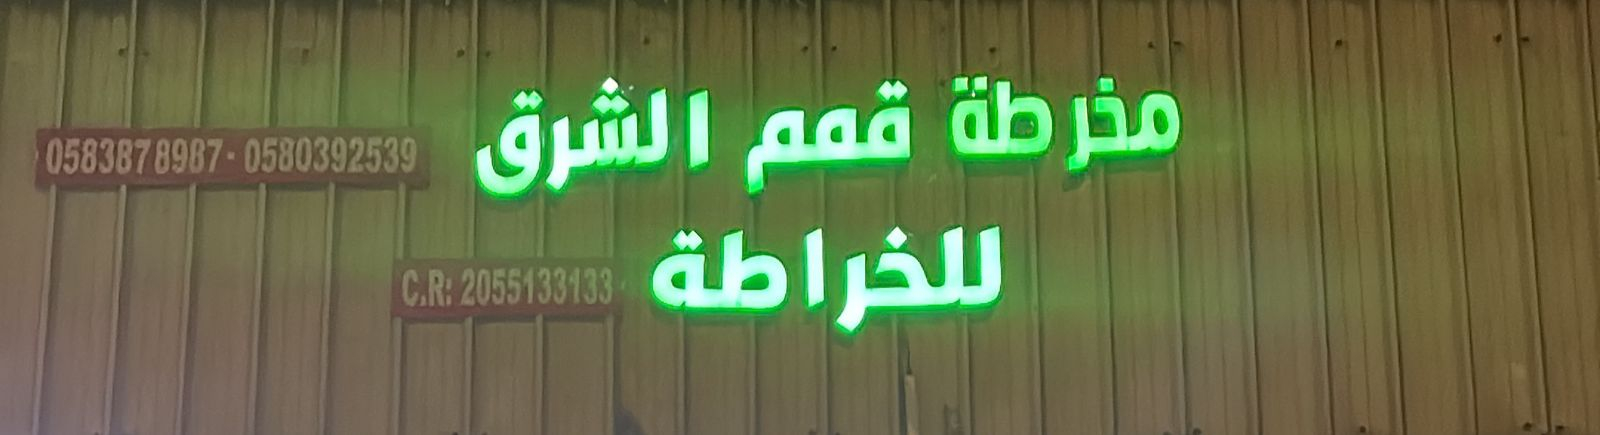 مخرطة قمم الشرق
0583878987 - 0580392539
للخراطة
C.R: 2055133133